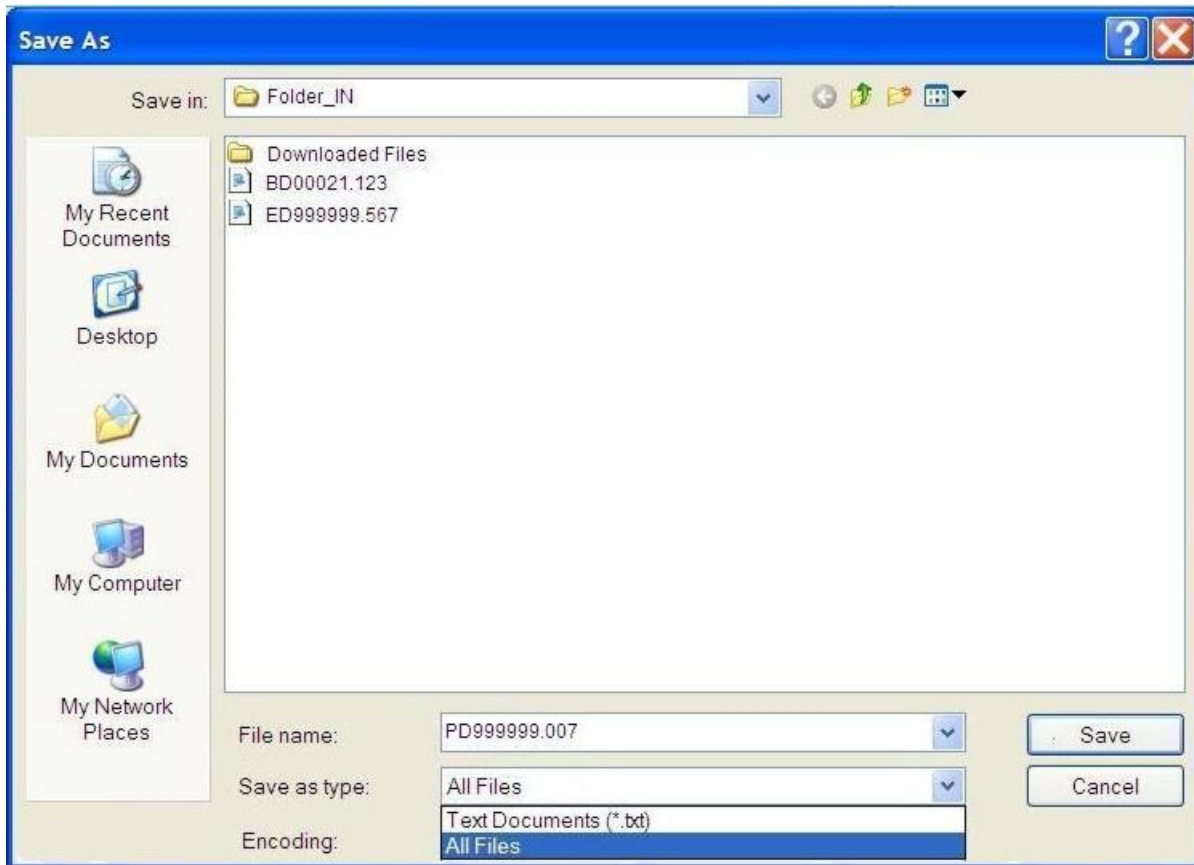 Save As
Save in: Folder_IN
Downloaded Files
BD00021.123
ED999999.567
My Recent
Documents
Desktop
My Documents
My Computer
My Network
Places
File name: PD999999.007 Save
Save as type: All Files Cancel
Text Documents (*.txt)
Encoding: All Files